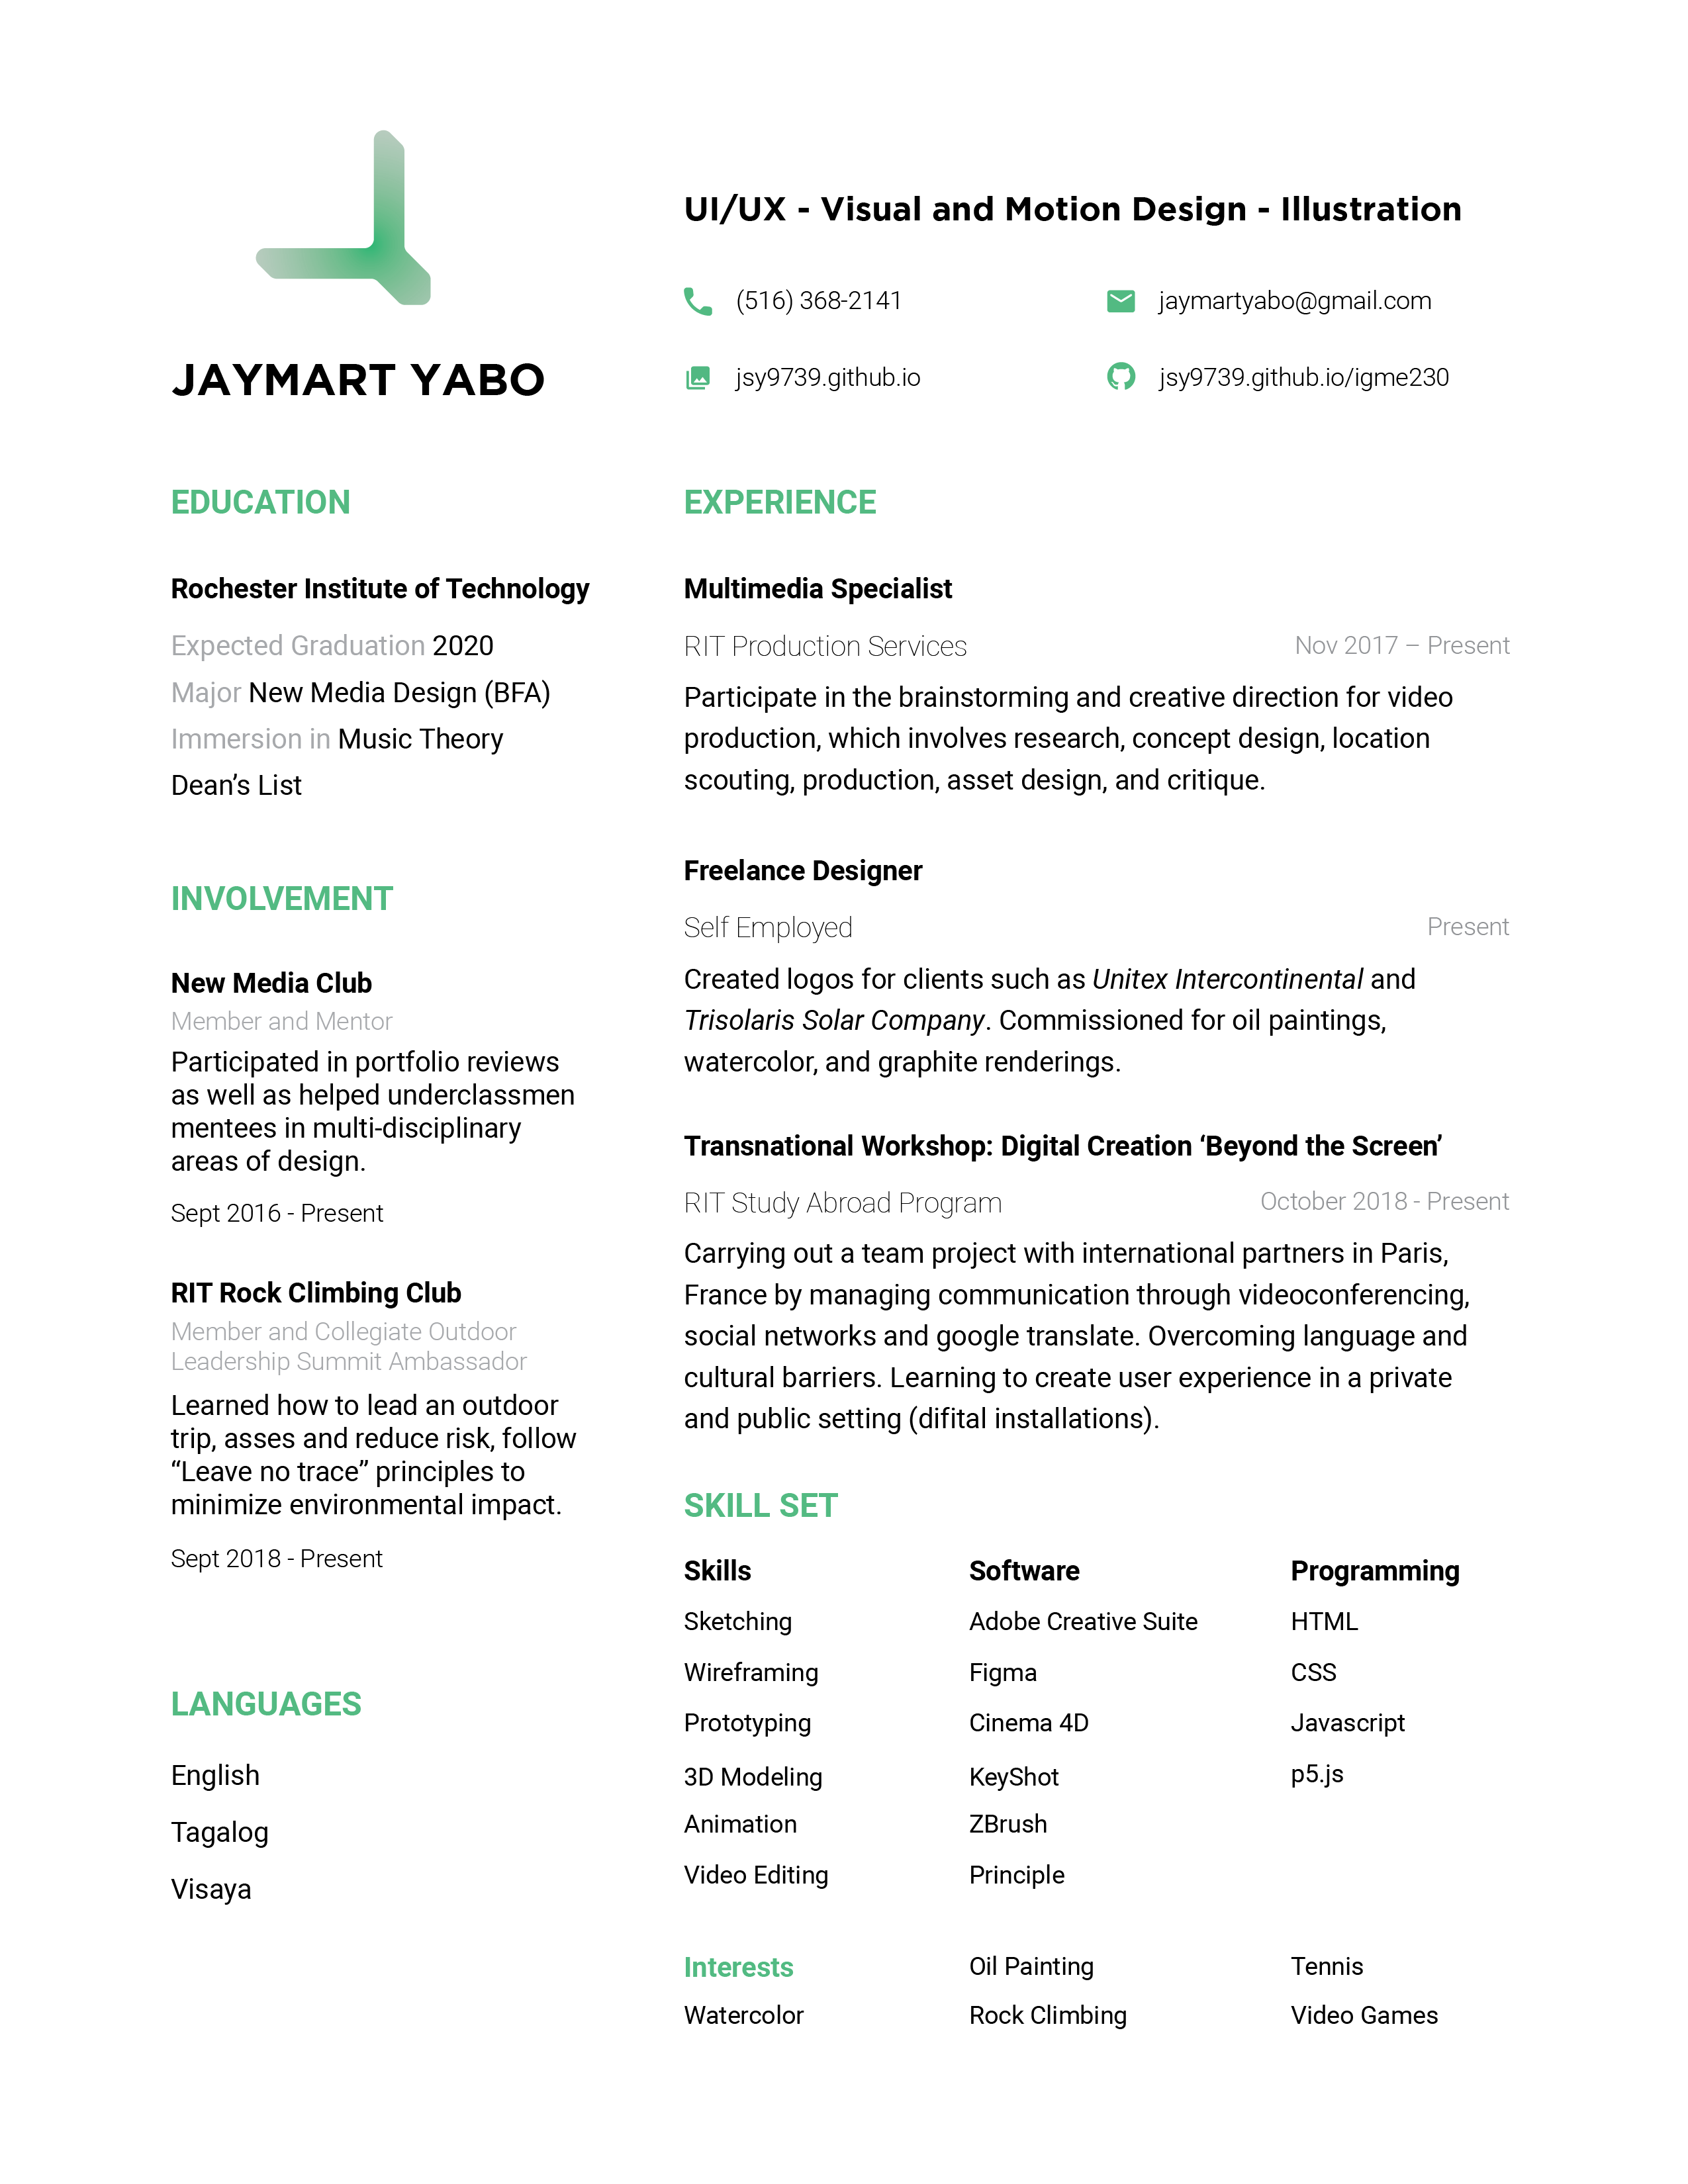 JAYMART YABO
UI/UX - Visual and Motion Design - Illustration
(516) 368-2141
jaymartyabo@gmail.com
jsy9739.github.io
jsy9739.github.io/igme230
EDUCATION
Rochester Institute of Technology
Expected Graduation 2020
Major New Media Design (BFA)
Immersion in Music Theory
Dean’s List
INVOLVEMENT
New Media Club
Member and Mentor
Participated in portfolio reviews
as well as helped underclassmen
mentees in multi-disciplinary
areas of design.
Sept 2016 - Present
RIT Rock Climbing Club
Member and Collegiate Outdoor
Leadership Summit Ambassador
Learned how to lead an outdoor
trip, asses and reduce risk, follow
“Leave no trace” principles to
minimize environmental impact.
Sept 2018 - Present
LANGUAGES
English
Tagalog
Visaya
EXPERIENCE
Multimedia Specialist
RIT Production Services Nov 2017 – Present
Participate in the brainstorming and creative direction for video
production, which involves research, concept design, location
scouting, production, asset design, and critique.
Freelance Designer
Self Employed Present
Created logos for clients such as Unitex Intercontinental and
Trisolaris Solar Company. Commissioned for oil paintings,
watercolor, and graphite renderings.
Transnational Workshop: Digital Creation ‘Beyond the Screen’
RIT Study Abroad Program October 2018 - Present
Carrying out a team project with international partners in Paris,
France by managing communication through videoconferencing,
social networks and google translate. Overcoming language and
cultural barriers. Learning to create user experience in a private
and public setting (difital installations).
SKILL SET
Skills
Sketching
Wireframing
Prototyping
3D Modeling
Animation
Video Editing
Software
Adobe Creative Suite
Figma
Cinema 4D
KeyShot
ZBrush
Principle
Programming
HTML
CSS
Javascript
p5.js
Interests
Watercolor
Oil Painting
Rock Climbing
Tennis
Video Games